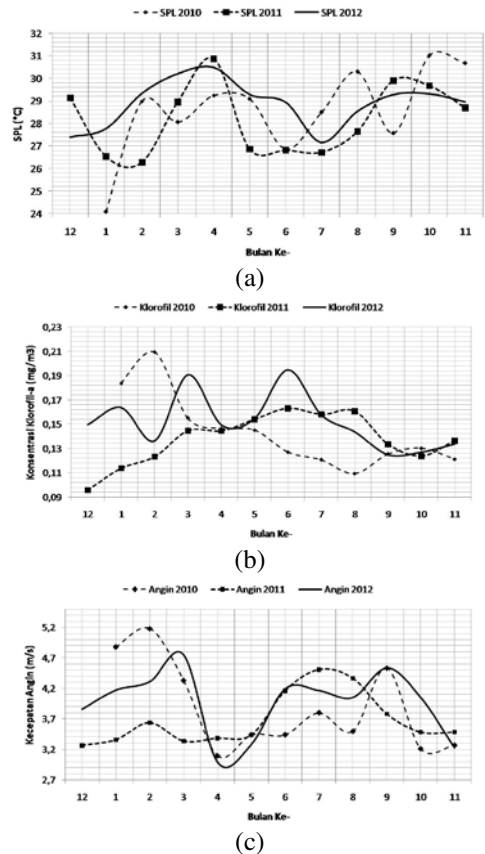 SPL 2010 SPL 2011 SPL 2012
32
31
30
29
28
27
26
25
24
SPL (°C)
12 1 2 3 4 5 6 7 8 9 10 11
Bulan Ke-
(a)
Klorofil 2010 Klorofil 2011 Klorofil 2012
0,23
0,21
0,19
0,17
0,15
0,13
0,11
0,09
Konsentrasi Klorofil-a (mg/m3)
12 1 2 3 4 5 6 7 8 9 10 11
Bulan Ke-
(b)
Angin 2010 Angin 2011 Angin 2012
5,2
4,7
4,2
3,7
3,2
2,7
Kecepatan Angin (m/s)
12 1 2 3 4 5 6 7 8 9 10 11
Bulan Ke-
(c)